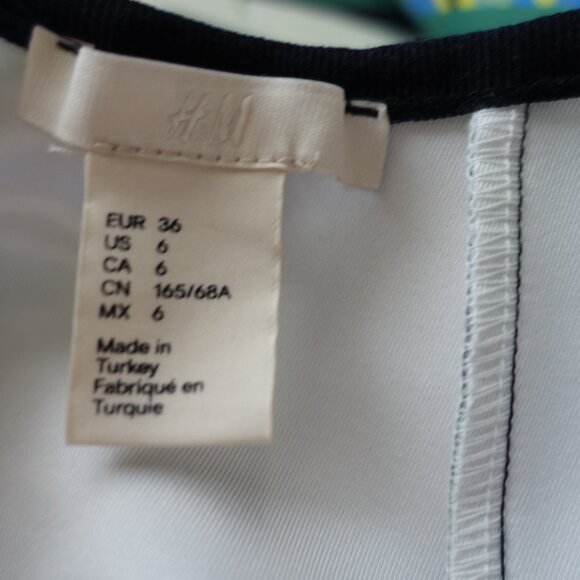 H&M
EUR 36
US 6
CA 6
CN 165/68A
MX 6
Made in
Turkey
Fabriqué en
Turquie